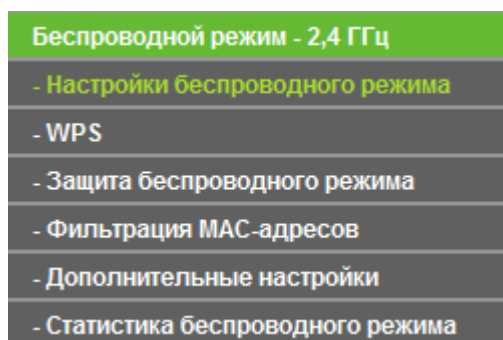 Беспроводной режим - 2,4 ГГц
- Настройки беспроводного режима
- WPS
- Защита беспроводного режима
- Фильтрация MAC-адресов
- Дополнительные настройки
- Статистика беспроводного режима